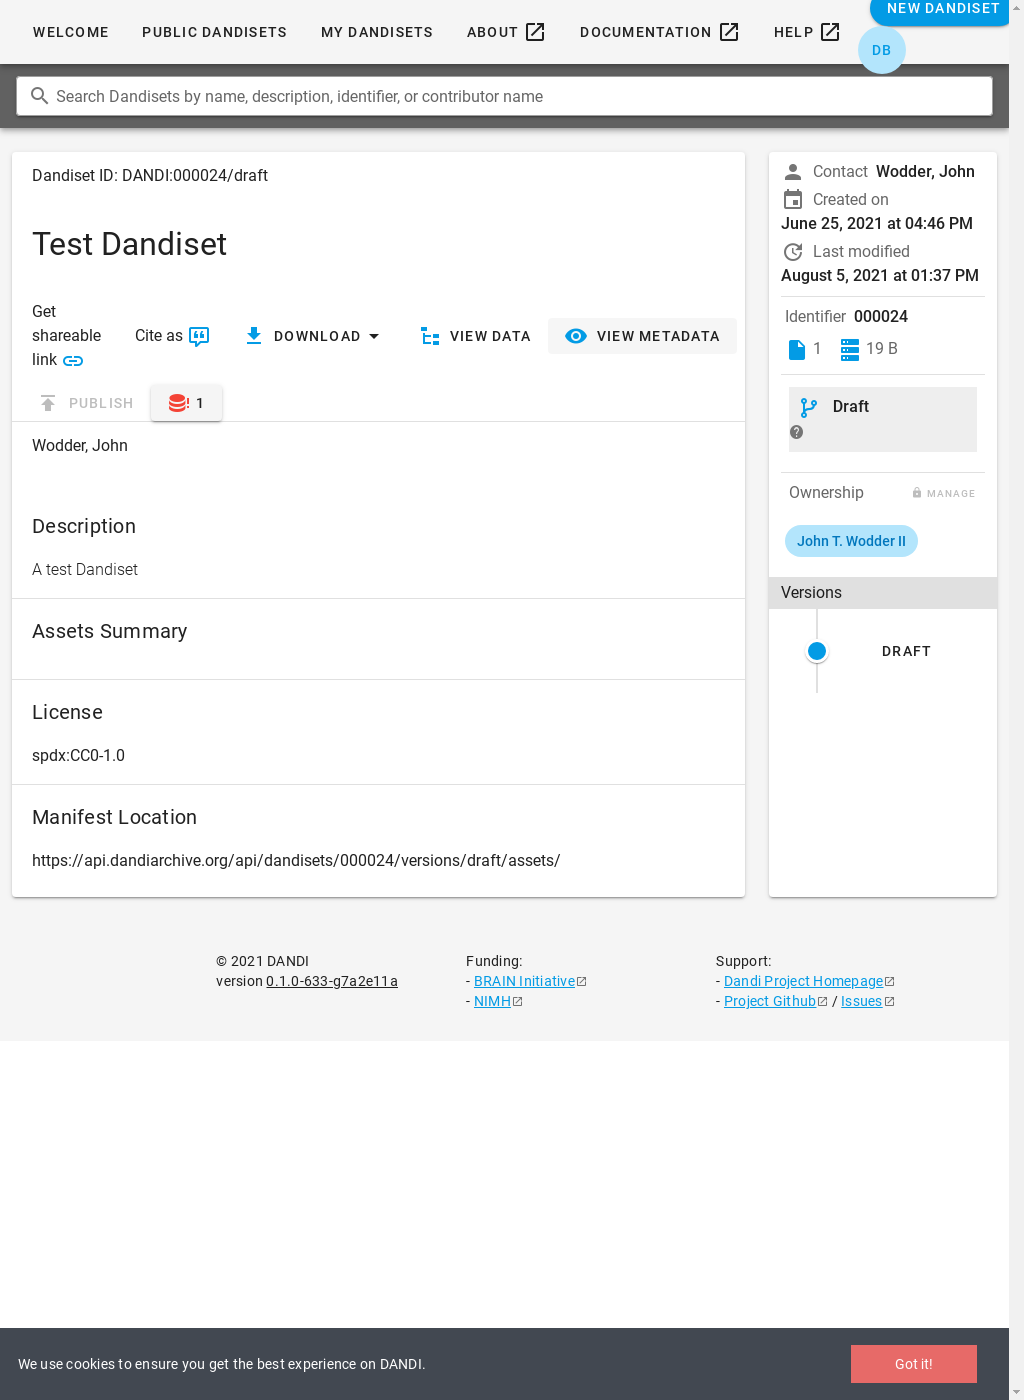 WELCOME PUBLIC DANDISETS MY DANDISETS ABOUT DOCUMENTATION HELP NEW DANDISET
DB
Search Dandisets by name, description, identifier, or contributor name
Dandiset ID: DANDI:000024/draft
Test Dandiset
Get
shareable
link
Cite as
DOWNLOAD
VIEW DATA
VIEW METADATA
PUBLISH
1
Wodder, John
Description
A test Dandiset
Assets Summary
License
spdx:CC0-1.0
Manifest Location
https://api.dandiarchive.org/api/dandisets/000024/versions/draft/assets/
Contact Wodder, John
Created on
June 25, 2021 at 04:46 PM
Last modified
August 5, 2021 at 01:37 PM
Identifier 000024
1 19 B
Draft
Ownership MANAGE
John T. Wodder II
Versions
DRAFT
© 2021 DANDI
version 0.1.0-633-g7a2e11a
Funding:
- BRAIN Initiative
- NIMH
Support:
- Dandi Project Homepage
- Project Github / Issues
We use cookies to ensure you get the best experience on DANDI.
Got it!